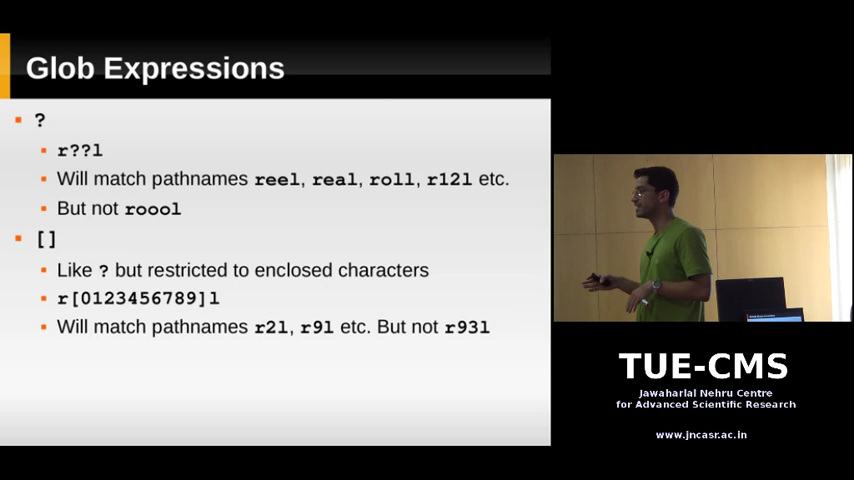 Glob Expressions
?
r??l
Will match pathnames reel, real, roll, r12l etc.
But not roool
[]
Like ? but restricted to enclosed characters
r[0123456789]l
Will match pathnames r2l, r9l etc. But not r93l
TUE-CMS
Jawaharlal Nehru Centre
for Advanced Scientific Research
www.jncasr.ac.in